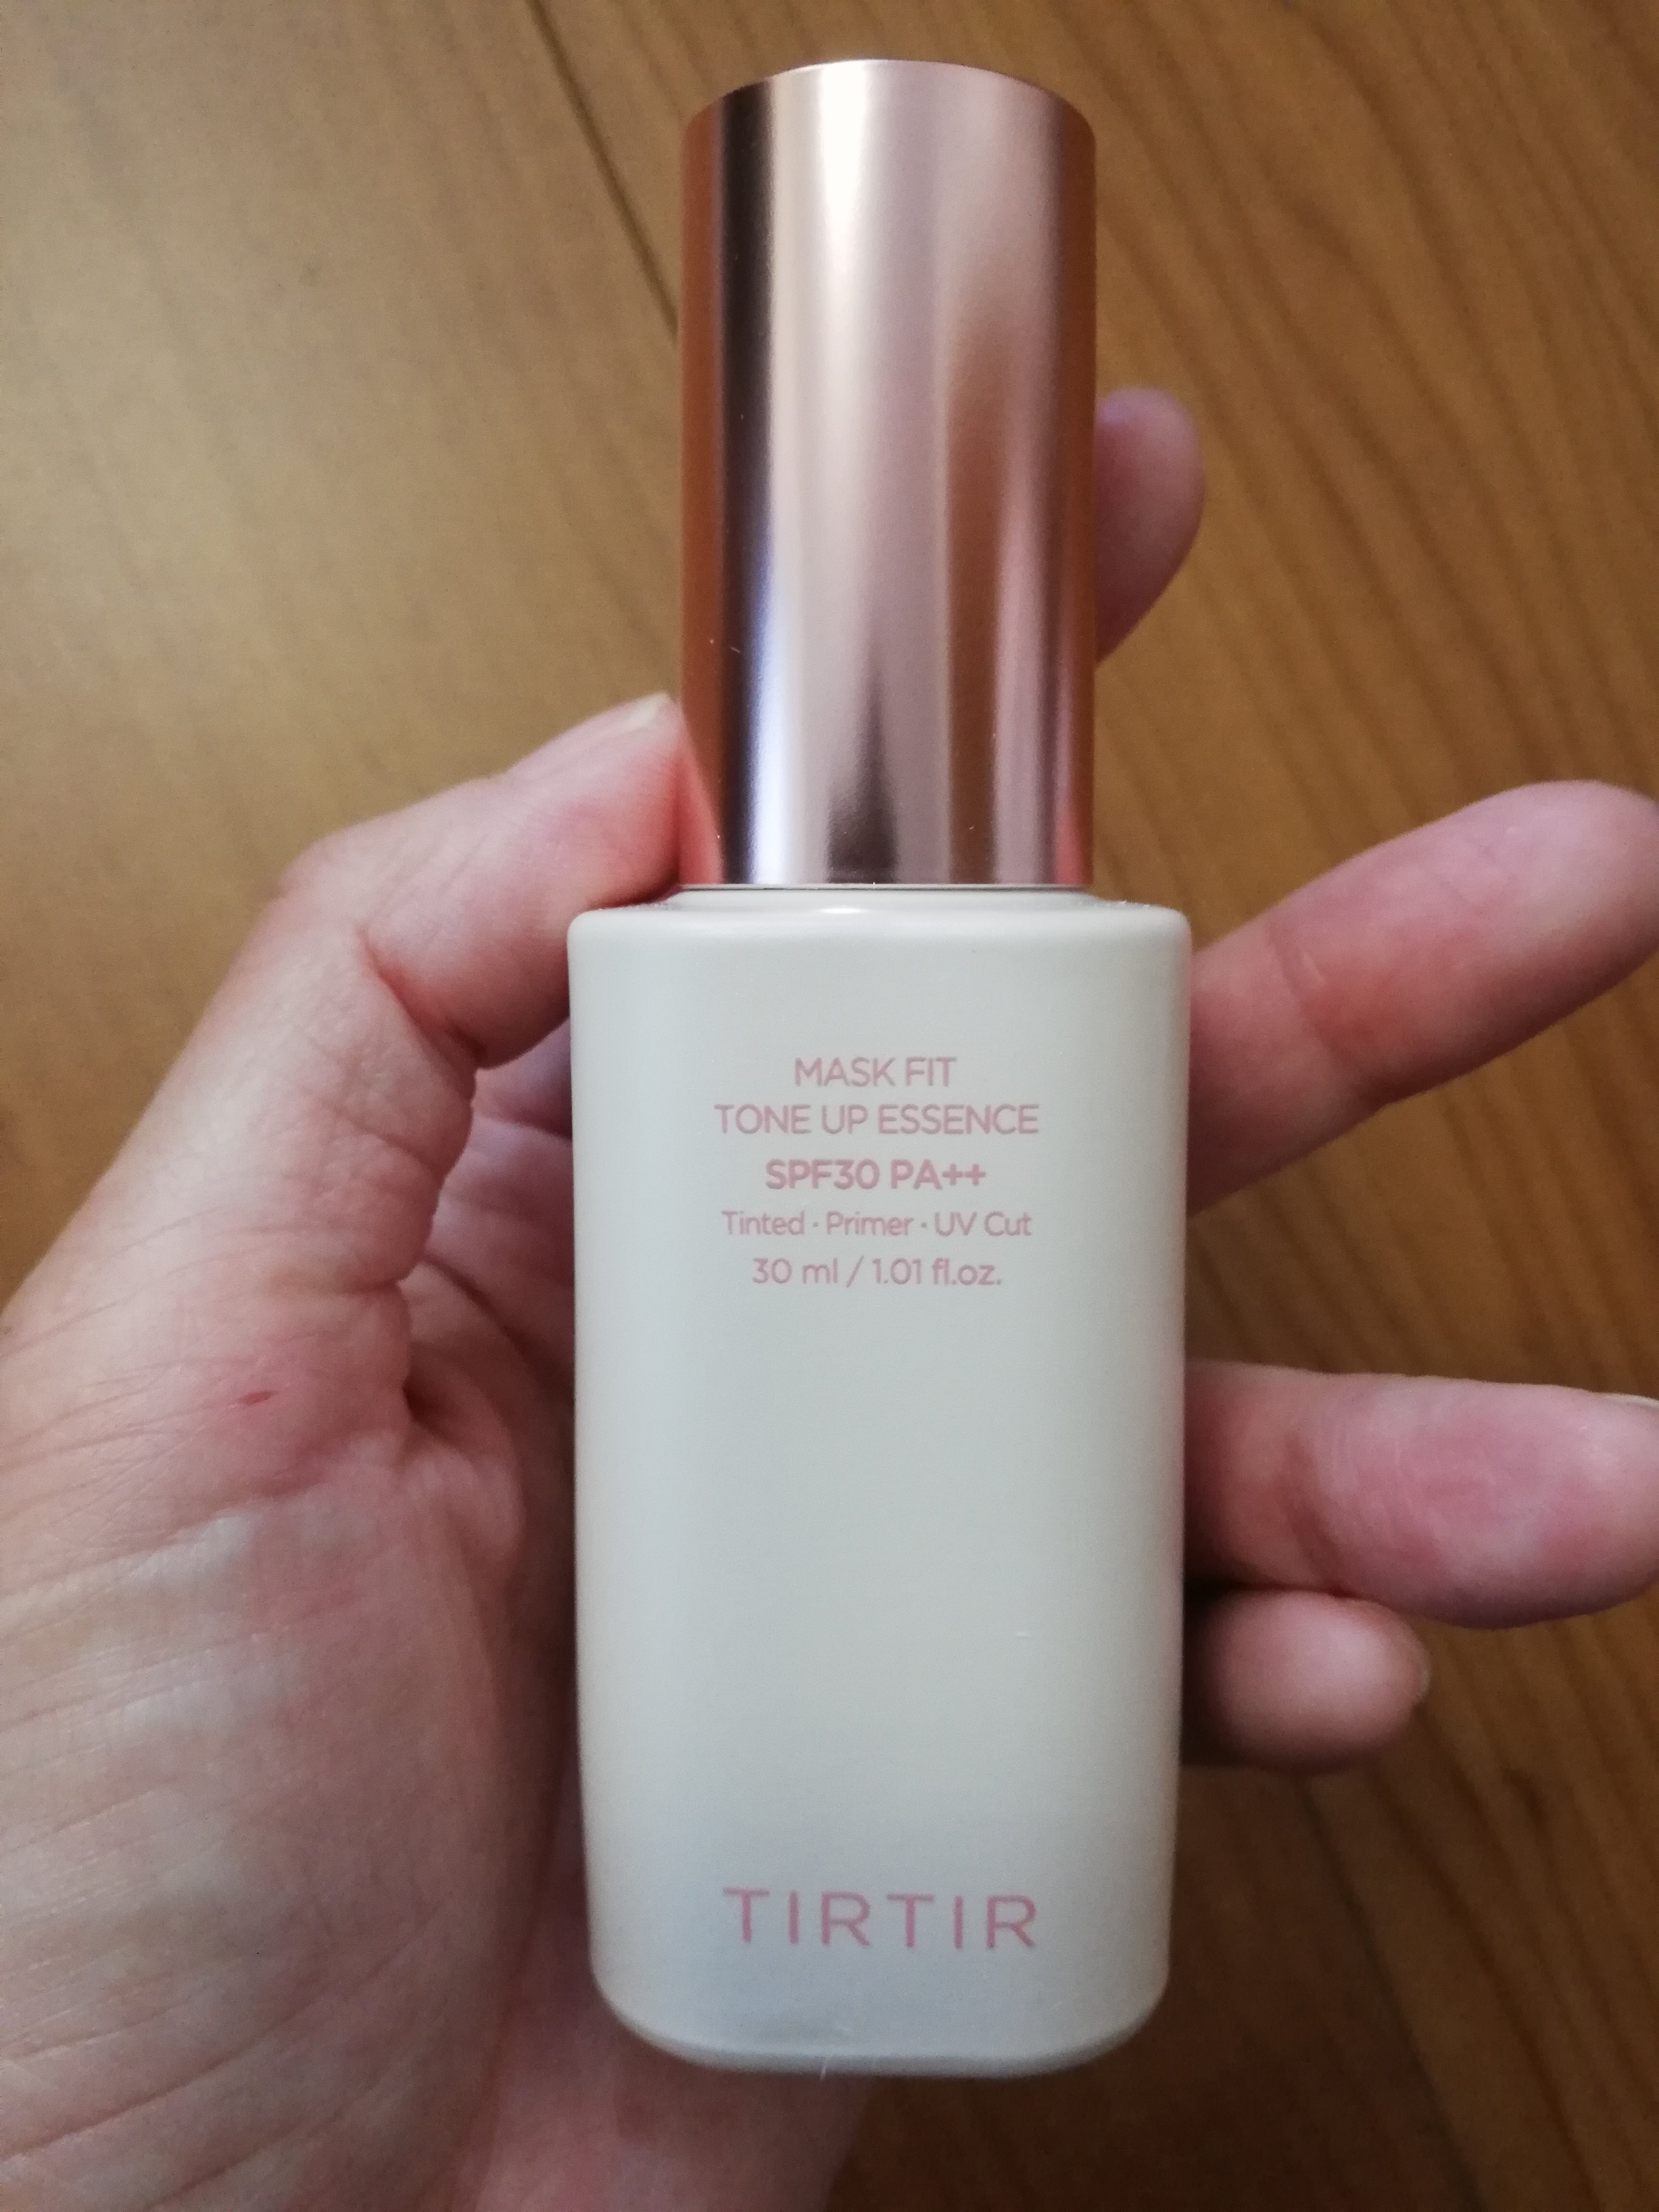 MASK FIT
TONE UP ESSENCE
SPF30 PA++
Tinted · Primer · UV Cut
30 ml / 1.01 fl.oz.
TIRTIR